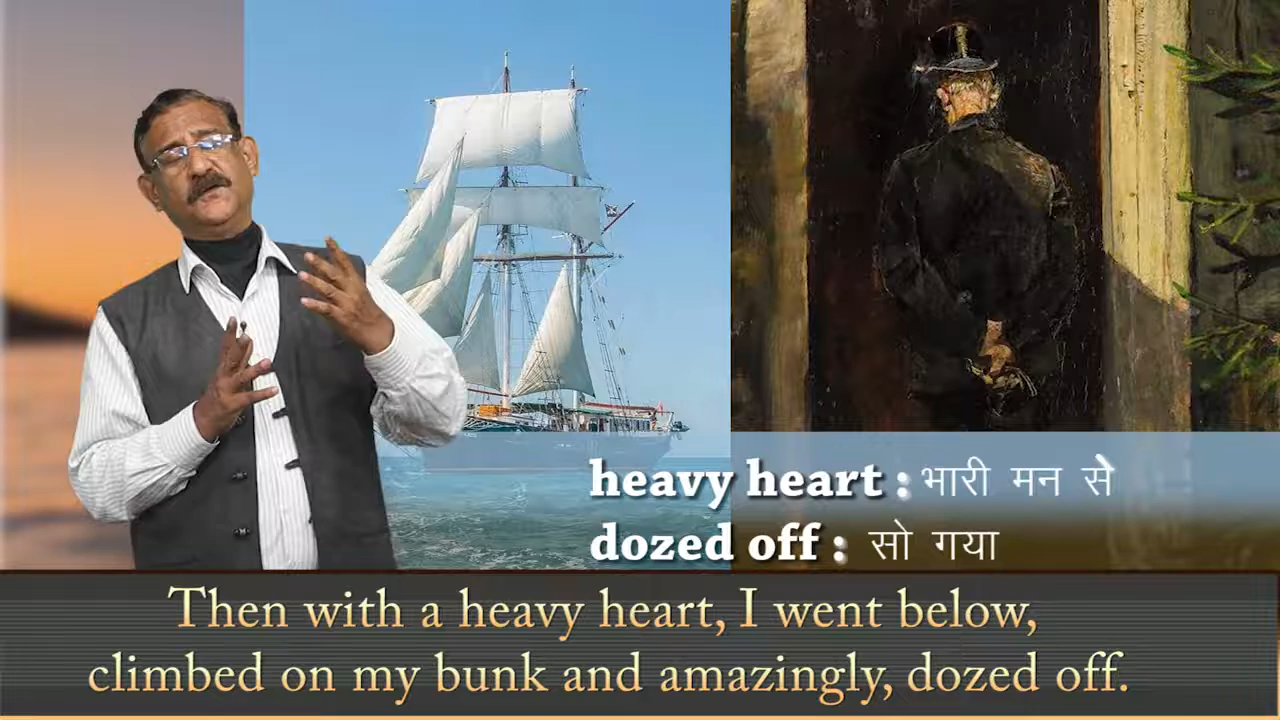 heavy heart : भारी मन से
dozed off : सो गया
Then with a heavy heart, I went below,
climbed on my bunk and amazingly, dozed off.